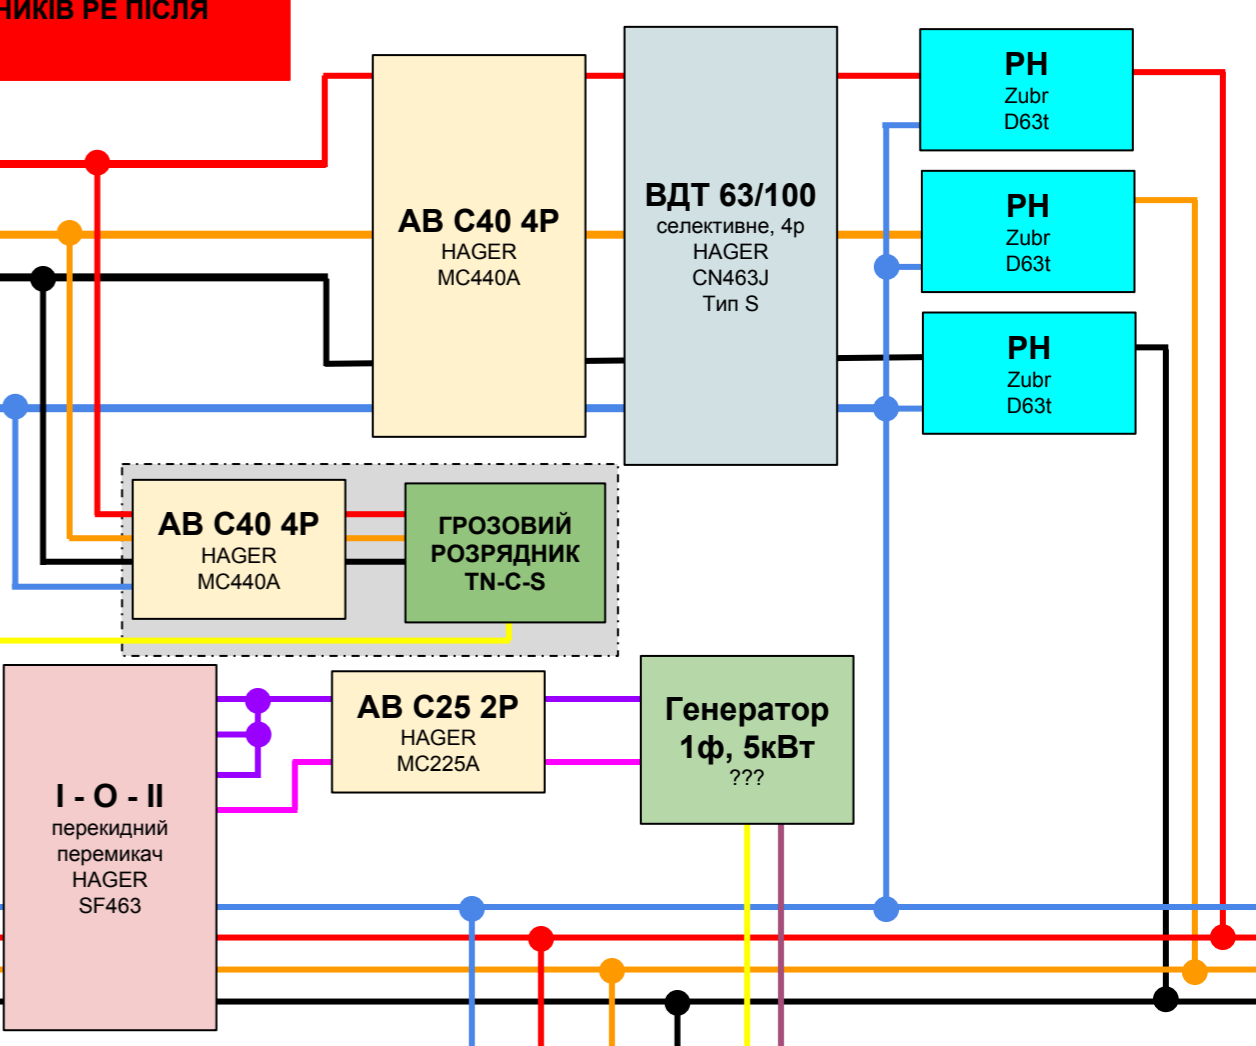 НИКІВ РЕ ПІСЛЯ
АВ С40 4Р
HAGER
MC440A
ВДТ 63/100
селективне, 4р
HAGER
CN463J
Тип S
РН
Zubr
D63t
РН
Zubr
D63t
РН
Zubr
D63t
АВ С40 4Р
HAGER
MC440A
ГРОЗОВИЙ
РОЗРЯДНИК
TN-C-S
I - O - II
перекидний
перемикач
HAGER
SF463
АВ С25 2Р
HAGER
MC225A
Генератор
1ф, 5кВт
???